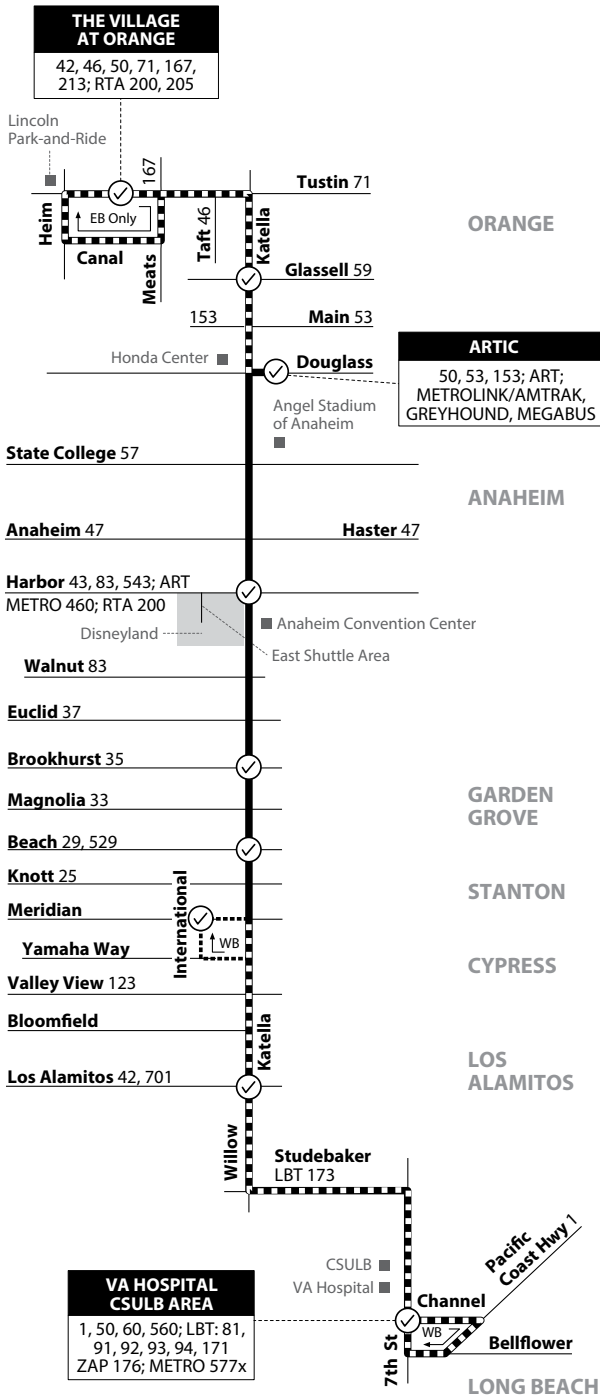 THE VILLAGE
AT ORANGE
42, 46, 50, 71, 167,
213; RTA 200, 205
Lincoln
Park-and-Ride
167
Tustin 71
Heim
EB Only
Taft 46
Katella
ORANGE
Canal
Meats
Glassell 59
153
Main 53
Honda Center
Douglass
ARTIC
50, 53, 153; ART;
METROLINK/AMTRAK,
GREYHOUND, MEGABUS
Angel Stadium
of Anaheim
State College 57
ANAHEIM
Anaheim 47
Haster 47
Harbor 43, 83, 543; ART
METRO 460; RTA 200
Anaheim Convention Center
Disneyland
East Shuttle Area
Walnut 83
Euclid 37
Brookhurst 35
Magnolia 33
GARDEN
GROVE
Beach 29, 529
Knott 25
STANTON
Meridian
International
WB
Yamaha Way
CYPRESS
Valley View 123
Bloomfield
Katella
LOS
ALAMITOS
Los Alamitos 42, 701
Willow
Studebaker
LBT 173
Pacific
Coast Hwy 1
CSULB
VA Hospital
VA HOSPITAL
CSULB AREA
1, 50, 60, 560; LBT: 81,
91, 92, 93, 94, 171
ZAP 176; METRO 577x
Channel
WB
Bellflower
7th St
LONG BEACH